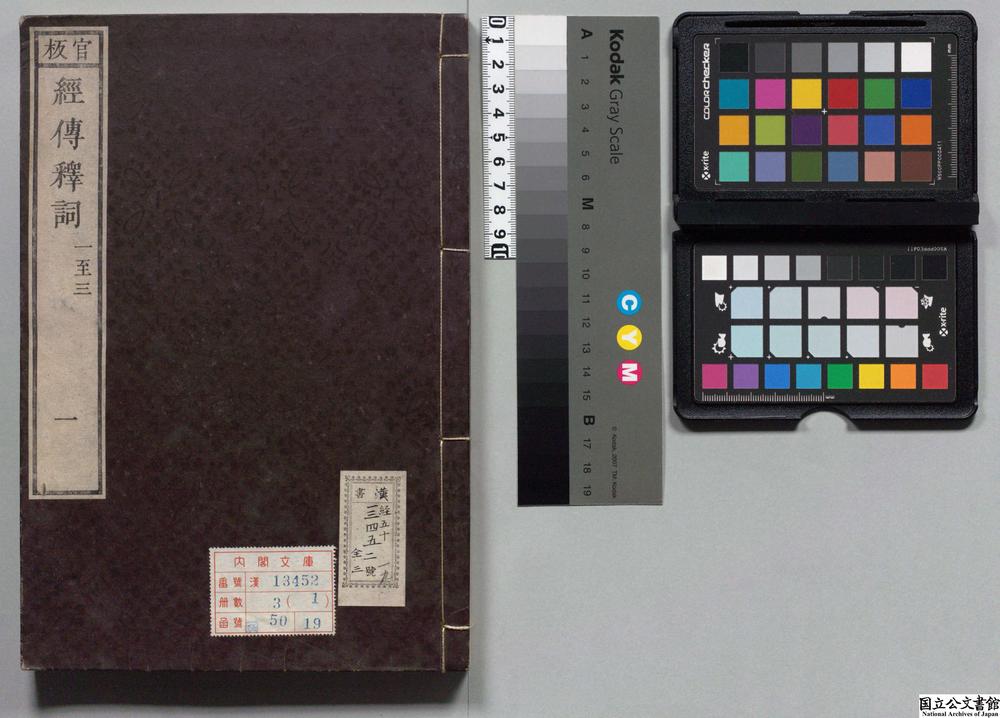 官板
經傳釋詞
一至三
一
漢書
經五十
三四五二號
全三
內閣文庫
番號 漢 13452
冊數 3 ( 1 )
函號 50 19
0 1 2 3 4 5 6 7 8 9 10
Kodak Gray Scale
A 1 2 3 4 5 6 M 8 9 10 11 12 13 14 15 B 17 18 19
C Y M
© Kodak, 2007 TM: Kodak
colorchecker
x-rite
mm
x-rite
国立公文書館
National Archives of Japan